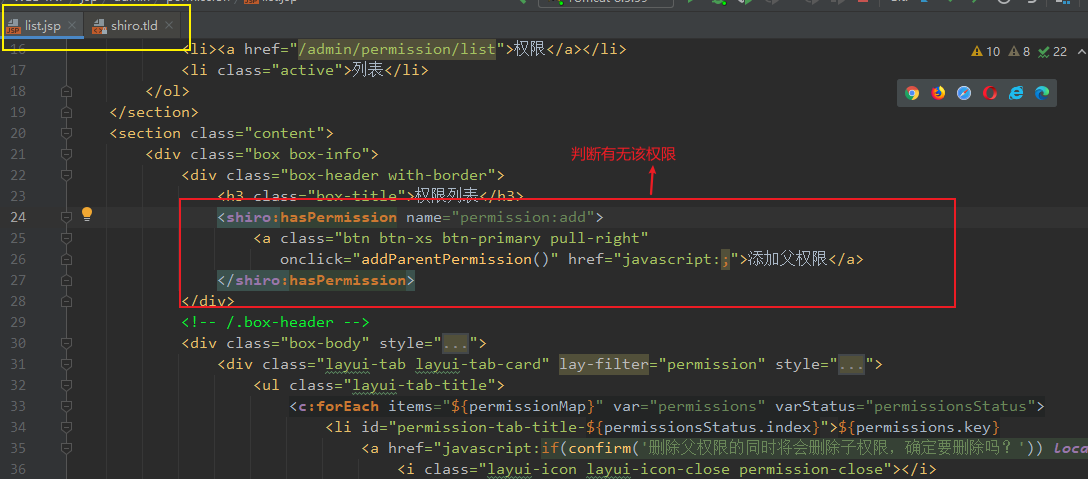 list.jsp × shiro.tld ×
16 <li><a href="/admin/permission/list">权限</a></li>
⚠ 10 ⚠ 8 ✓ 22
17 <li class="active">列表</li>
18 </ol>
19 </section>
20 <section class="content">
21 <div class="box box-info">
判断有无该权限
22 <div class="box-header with-border">
23 <h3 class="box-title">权限列表</h3>
24 <shiro:hasPermission name="permission:add">
25 <a class="btn btn-xs btn-primary pull-right"
26 onclick="addParentPermission()" href="javascript:;">添加父权限</a>
27 </shiro:hasPermission>
28 </div>
29 <!-- /.box-header -->
30 <div class="box-body" style="...">
31 <div class="layui-tab layui-tab-card" lay-filter="permission" style="...">
32 <ul class="layui-tab-title">
33 <c:forEach items="${permissionMap}" var="permissions" varStatus="permissionsStatus">
34 <li id="permission-tab-title-${permissionsStatus.index}">${permissions.key}
35 <a href="javascript:if(confirm('删除父权限的同时将会删除子权限，确定要删除吗？')) loca
36 <i class="layui-icon layui-icon-close permission-close"></i>